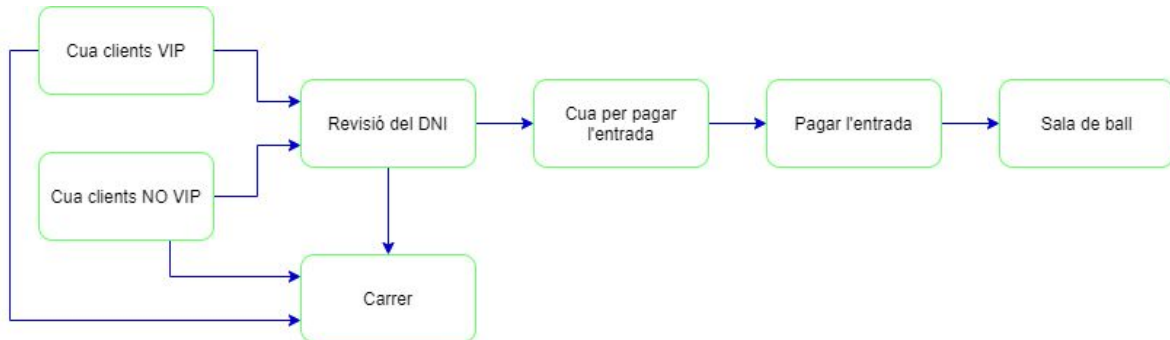 Cua clients VIP
Cua clients NO VIP
Revisió del DNI
Carrer
Cua per pagar
l'entrada
Pagar l'entrada
Sala de ball